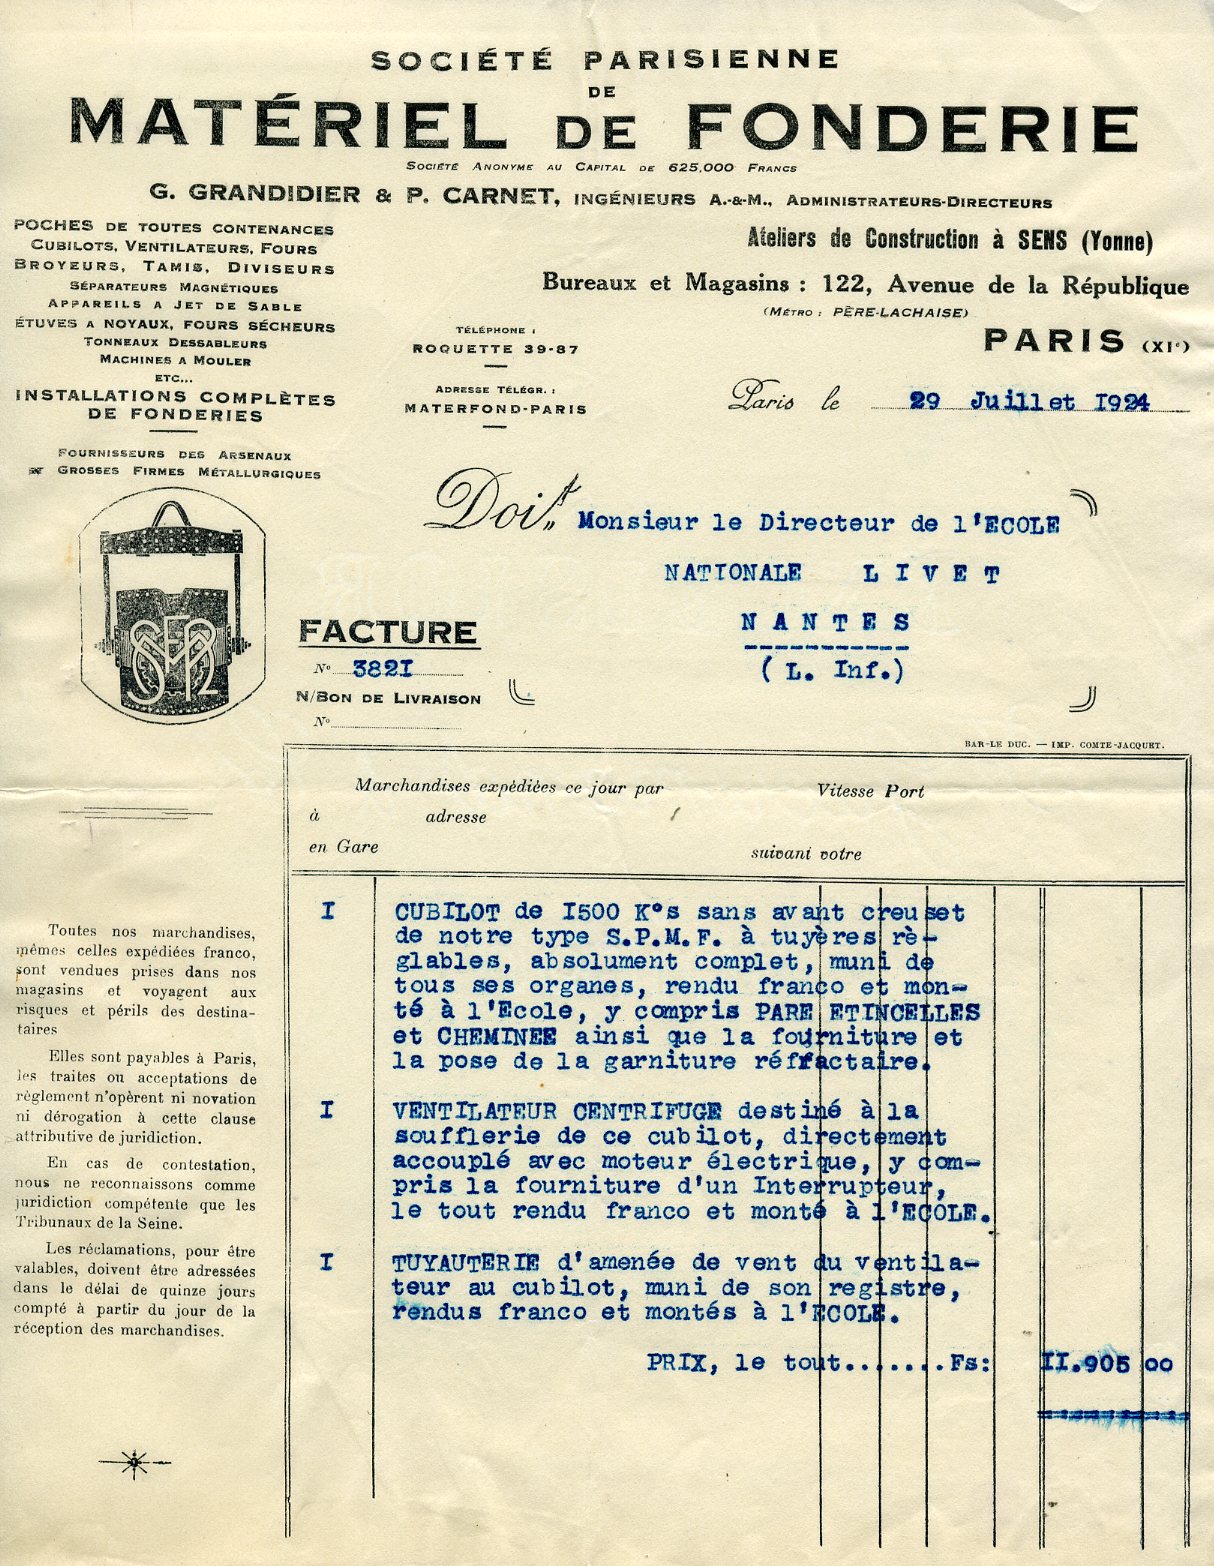 SOCIÉTÉ PARISIENNE
DE
MATÉRIEL DE FONDERIE
SOCIÉTÉ ANONYME AU CAPITAL DE 625,000 FRANCS
G. GRANDIDIER & P. CARNET, INGÉNIEURS A.-&-M., ADMINISTRATEURS-DIRECTEURS
POCHES DE TOUTES CONTENANCES
CUBILOTS, VENTILATEURS, FOURS
BROYEURS, TAMIS, DIVISEURS
SÉPARATEURS MAGNÉTIQUES
APPAREILS A JET DE SABLE
ÉTUVES A NOYAUX, FOURS SÉCHEURS
TONNEAUX DESSABLEURS
MACHINES A MOULER
ETC...
INSTALLATIONS COMPLÈTES
DE FONDERIES
FOURNISSEURS DES ARSENAUX
ET GROSSES FIRMES MÉTALLURGIQUES
TÉLÉPHONE :
ROQUETTE 39-87
ADRESSE TÉLÉGR. :
MATERFOND-PARIS
Ateliers de Construction à SENS (Yonne)
Bureaux et Magasins : 122, Avenue de la République
(MÉTRO : PÈRE-LACHAISE)
PARIS (XIe)
Paris le 29 Juillet I924
Doit Monsieur le Directeur de l'ECOLE
NATIONALE L I V E T
N A N T E S
( L. Inf.)
SPMF
FACTURE
No 382I
N/BON DE LIVRAISON
No
BAR-LE DUC. — IMP. COMTE-JACQUET.
Marchandises expédiées ce jour par Vitesse Port
à adresse
en Gare suivant votre
I CUBILOT de I500 K°s sans avant creuset
de notre type S.P.M.F. à tuyères rè-
glables, absolument complet, muni de
tous ses organes, rendu franco et mon-
té à l'Ecole, y compris PARE ETINCELLES
et CHEMINEE ainsi que la fourniture et
la pose de la garniture réfractaire.
I VENTILATEUR CENTRIFUGE destiné à la
soufflerie de ce cubilot, directement
accouplé avec moteur électrique, y com-
pris la fourniture d'un Interrupteur,
le tout rendu franco et monté à l'ECOLE.
I TUYAUTERIE d'amenée de vent du ventila-
teur au cubilot, muni de son registre,
rendus franco et montés à l'ECOLE.
PRIX, le tout.......Fs: II.905 00
Toutes nos marchandises,
mêmes celles expédiées franco,
sont vendues prises dans nos
magasins et voyagent aux
risques et périls des destina-
taires
Elles sont payables à Paris,
les traites ou acceptations de
règlement n'opèrent ni novation
ni dérogation à cette clause
attributive de juridiction.
En cas de contestation,
nous ne reconnaissons comme
juridiction compétente que les
Tribunaux de la Seine.
Les réclamations, pour être
valables, doivent être adressées
dans le délai de quinze jours
compté à partir du jour de la
réception des marchandises.